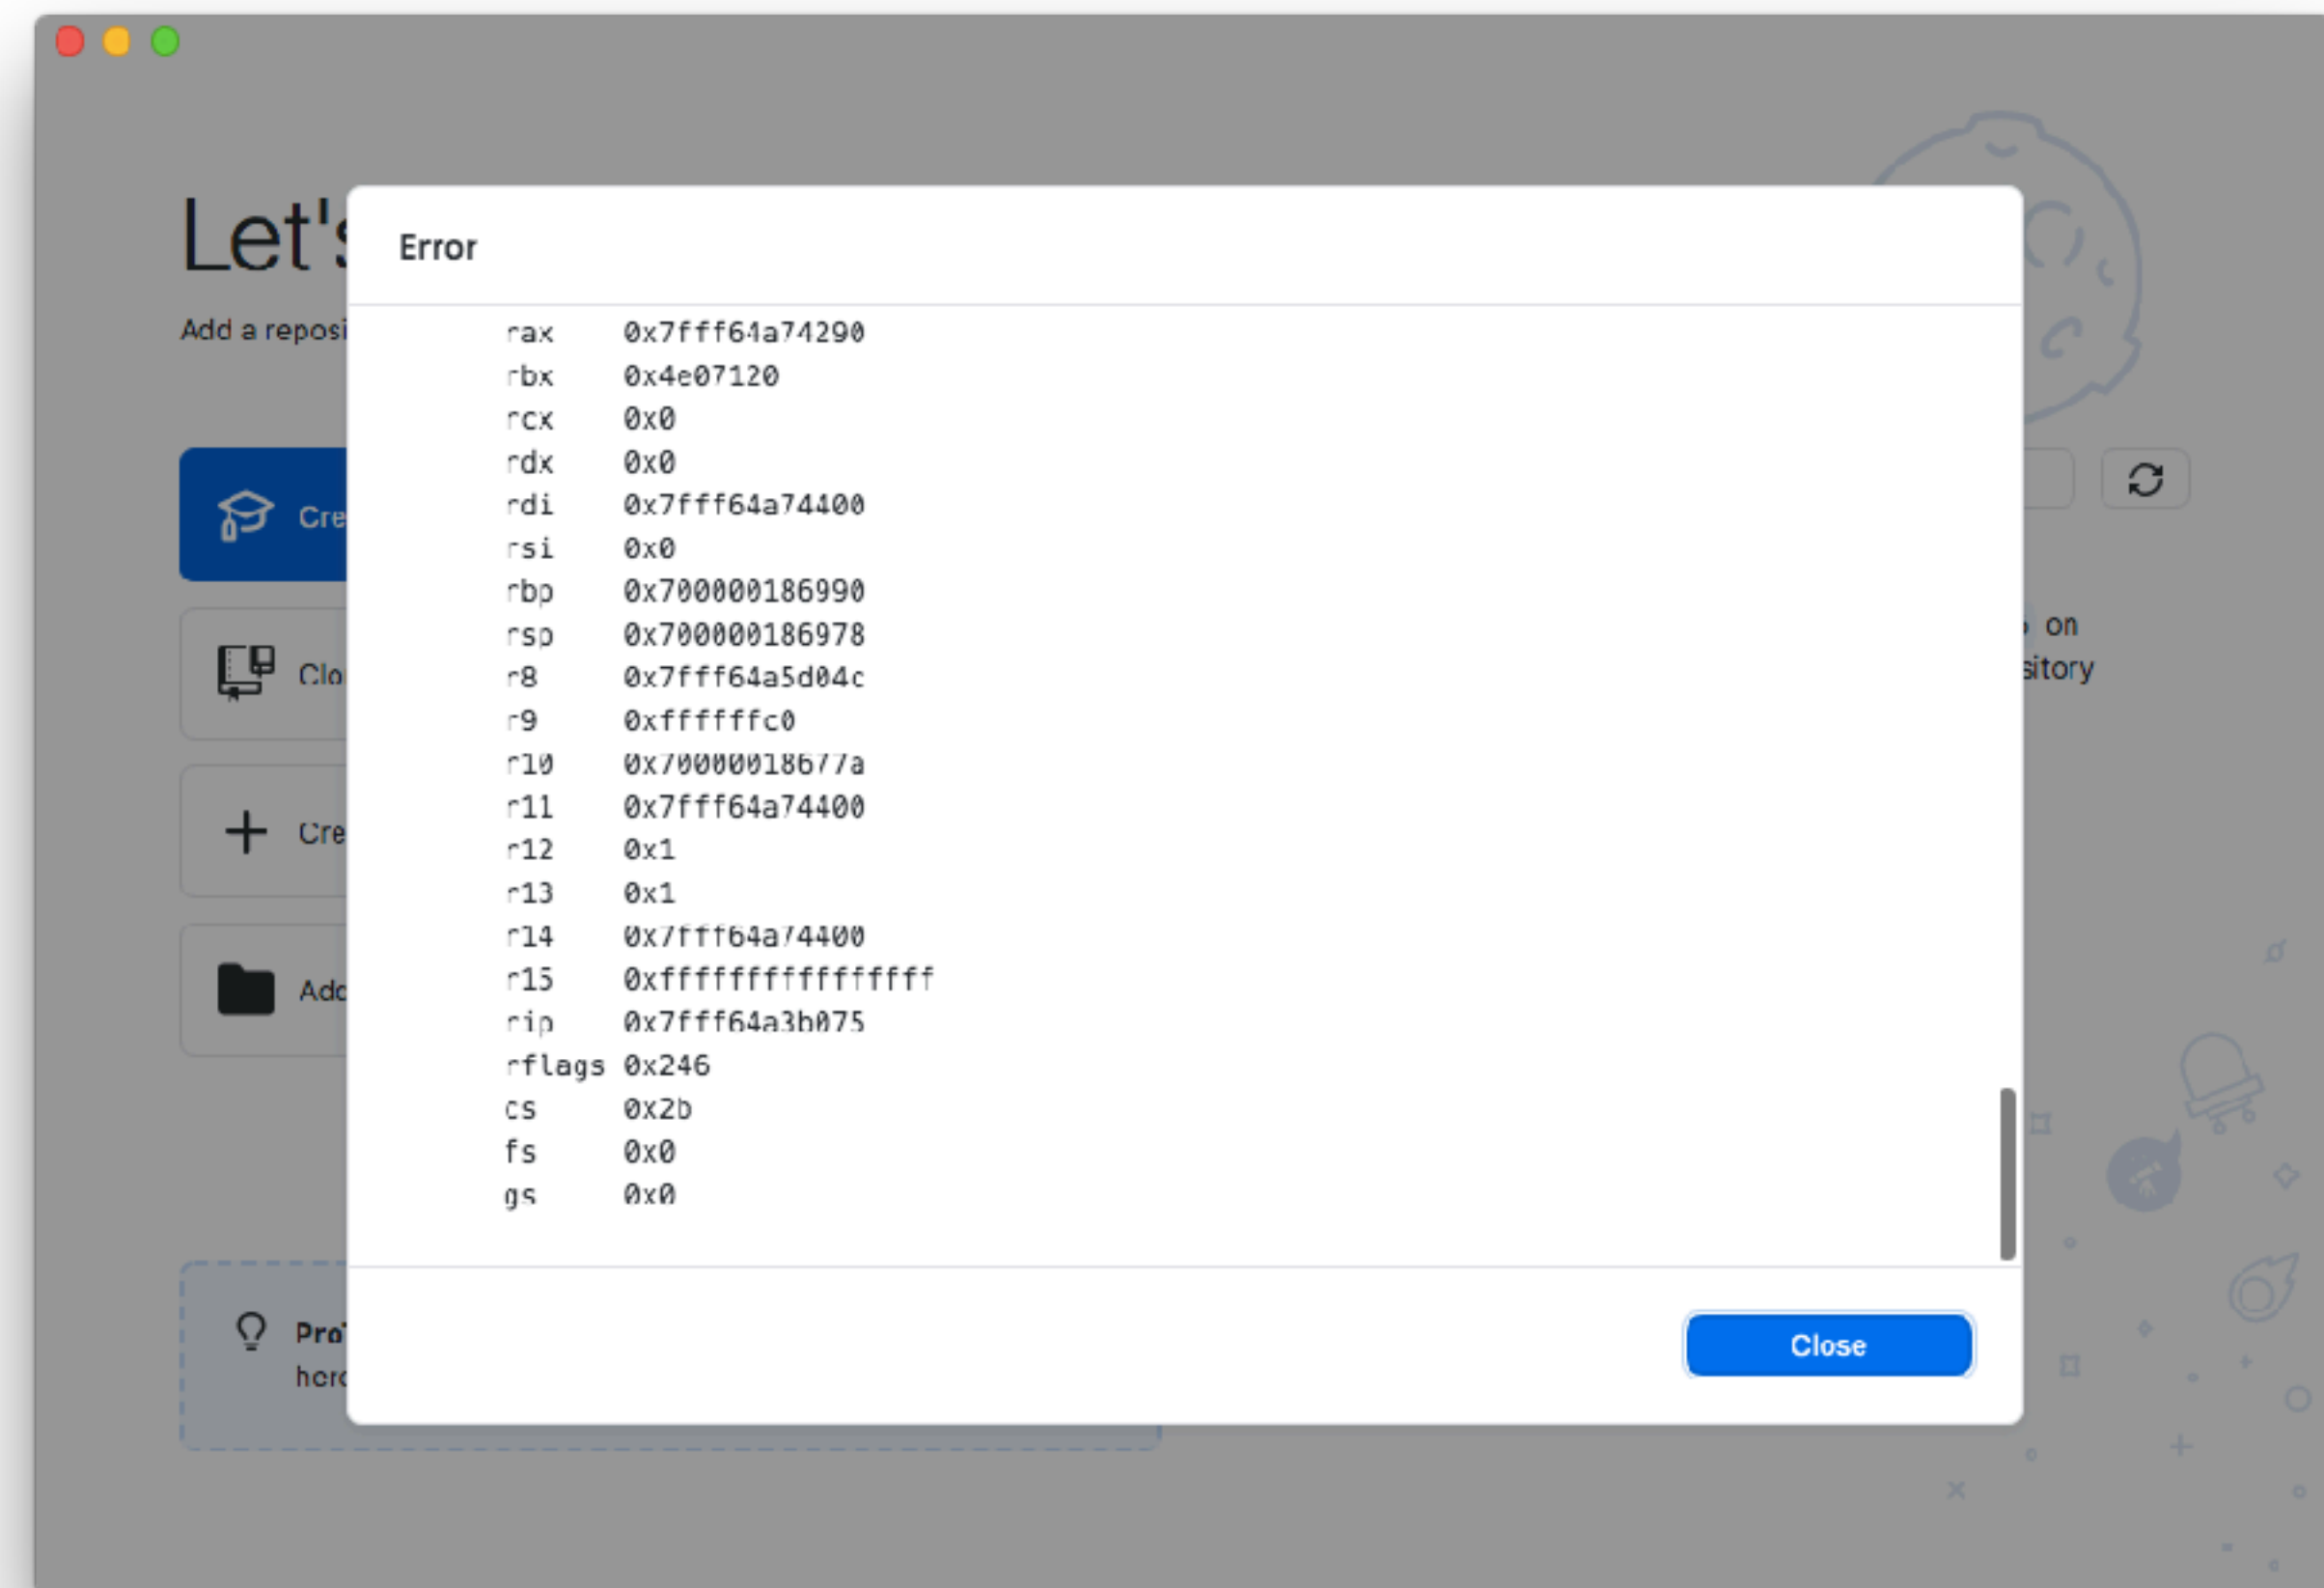 Let's
Add a reposi
Error
rax 0x7fff64a74290
rbx 0x4e07120
rcx 0x0
rdx 0x0
rdi 0x7fff64a74400
rsi 0x0
rbp 0x700000186990
rsp 0x700000186978
r8 0x7fff64a5d04c
r9 0xffffffc0
r10 0x70000018677a
r11 0x7fff64a74400
r12 0x1
r13 0x1
r14 0x7fff64a74400
r15 0xffffffffffffffff
rip 0x7fff64a3b075
rflags 0x246
cs 0x2b
fs 0x0
gs 0x0
Close
Cre
Clo
Cre
Add
on
sitory
Pro
here